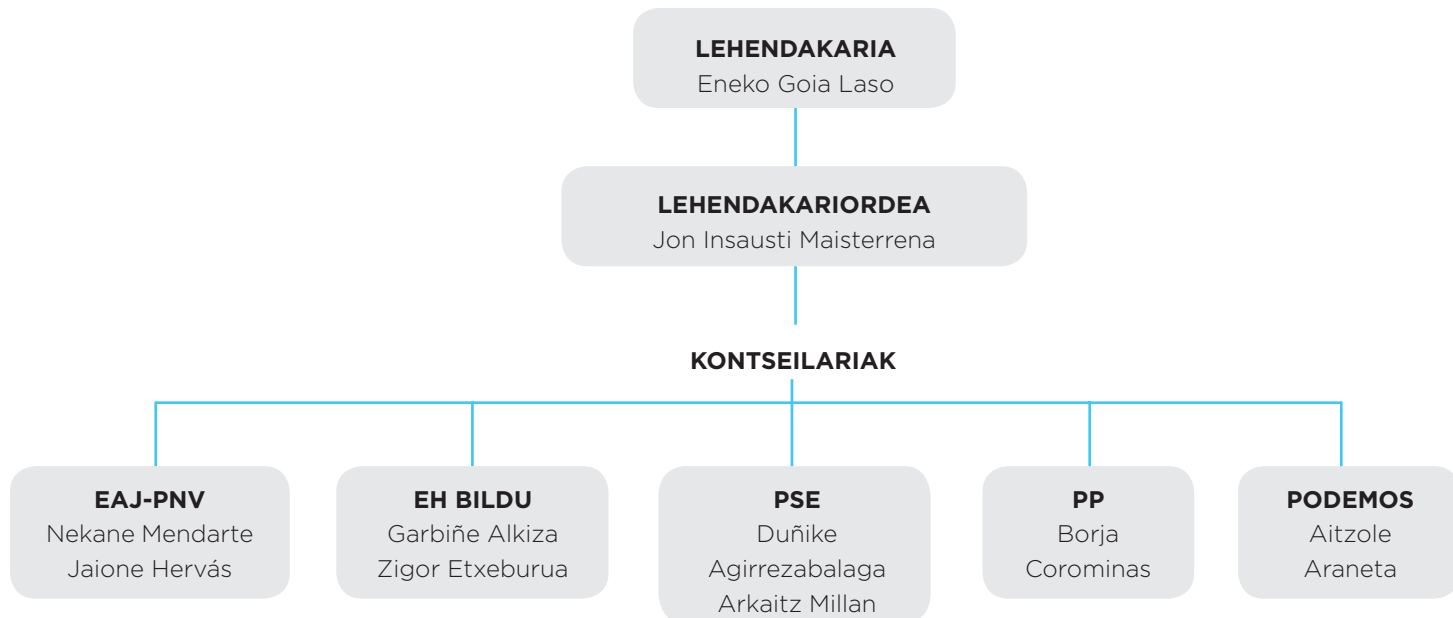 LEHENDAKARIA
Eneko Goia Laso
LEHENDAKARIORDEA
Jon Insausti Maisterrena
KONTSEILARIAK
EAJ-PNV
Nekane Mendarte
Jaione Hervás
EH BILDU
Garbiñe Alkiza
Zigor Etxeburua
PSE
Duñike
Agirrezabalaga
Arkaitz Millan
PP
Borja
Corominas
PODEMOS
Aitzole
Araneta